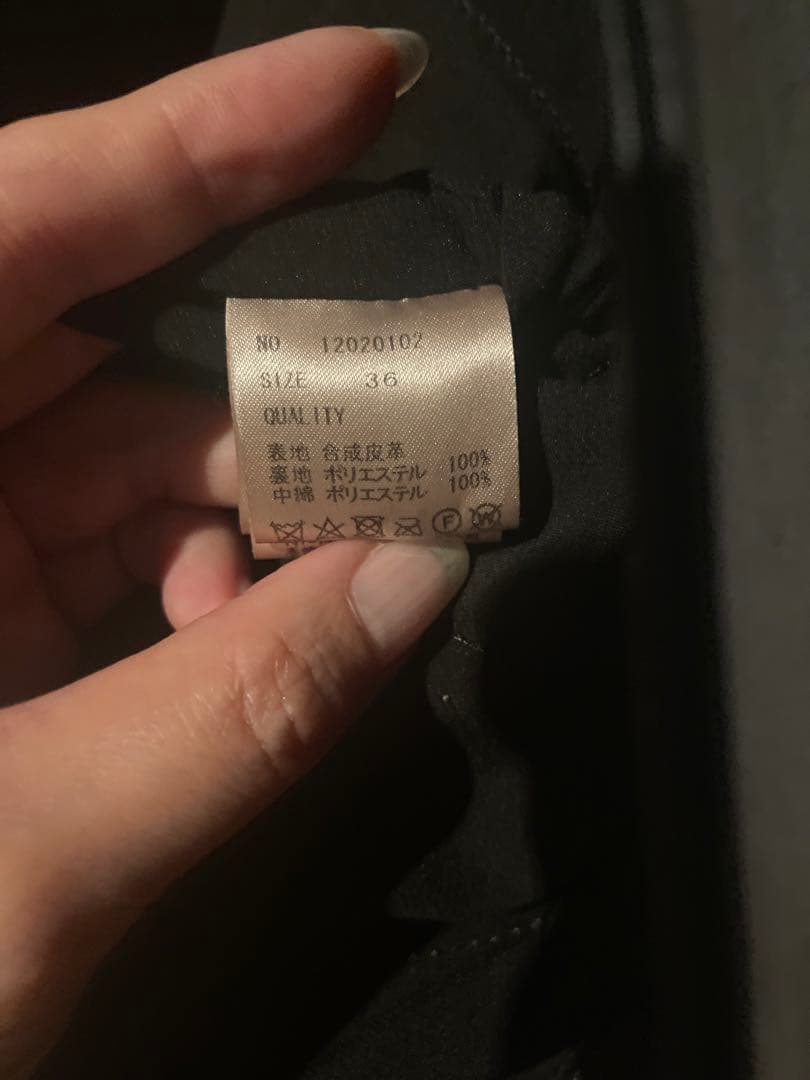 NO 12020102
SIZE 36
QUALITY
表地 合成皮革
裏地 ポリエステル 100%
中綿 ポリエステル 100%
F W